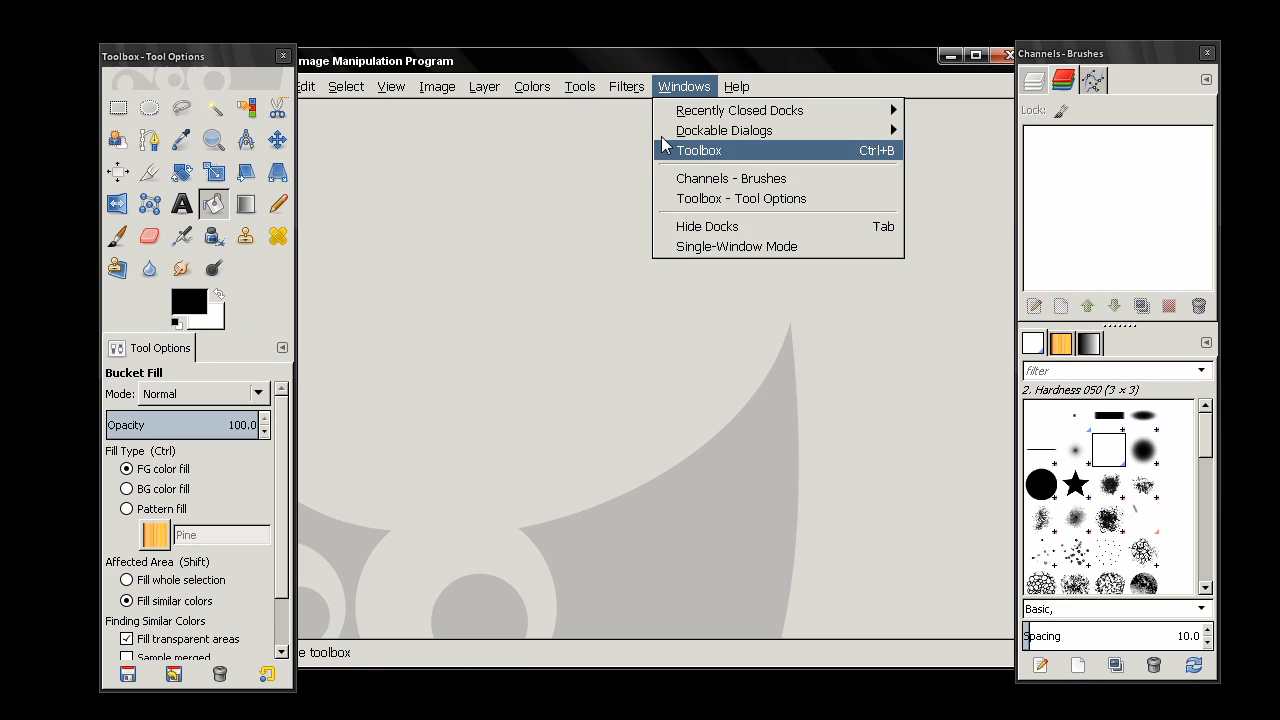 Toolbox - Tool Options
mage Manipulation Program
Channels - Brushes
dit Select View Image Layer Colors Tools Filters Windows Help
Recently Closed Docks
Dockable Dialogs
Toolbox Ctrl+B
Channels - Brushes
Toolbox - Tool Options
Hide Docks Tab
Single-Window Mode
Lock:
Tool Options
Bucket Fill
Mode: Normal
Opacity 100.0
Fill Type (Ctrl)
FG color fill
BG color fill
Pattern fill
Pine
Affected Area (Shift)
Fill whole selection
Fill similar colors
Finding Similar Colors
Fill transparent areas
Sample merged
e toolbox
filter
2. Hardness 050 (3 × 3)
Basic,
Spacing 10.0